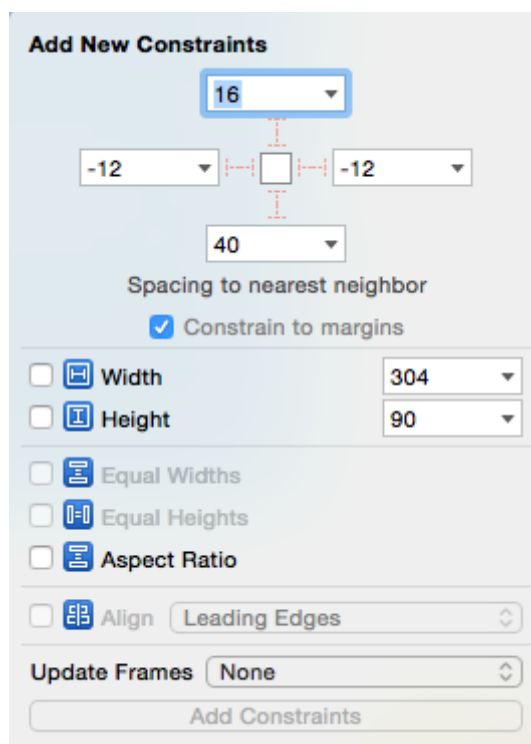 Add New Constraints
16
-12 -12
40
Spacing to nearest neighbor
Constrain to margins
Width 304
Height 90
Equal Widths
Equal Heights
Aspect Ratio
Align Leading Edges
Update Frames None
Add Constraints